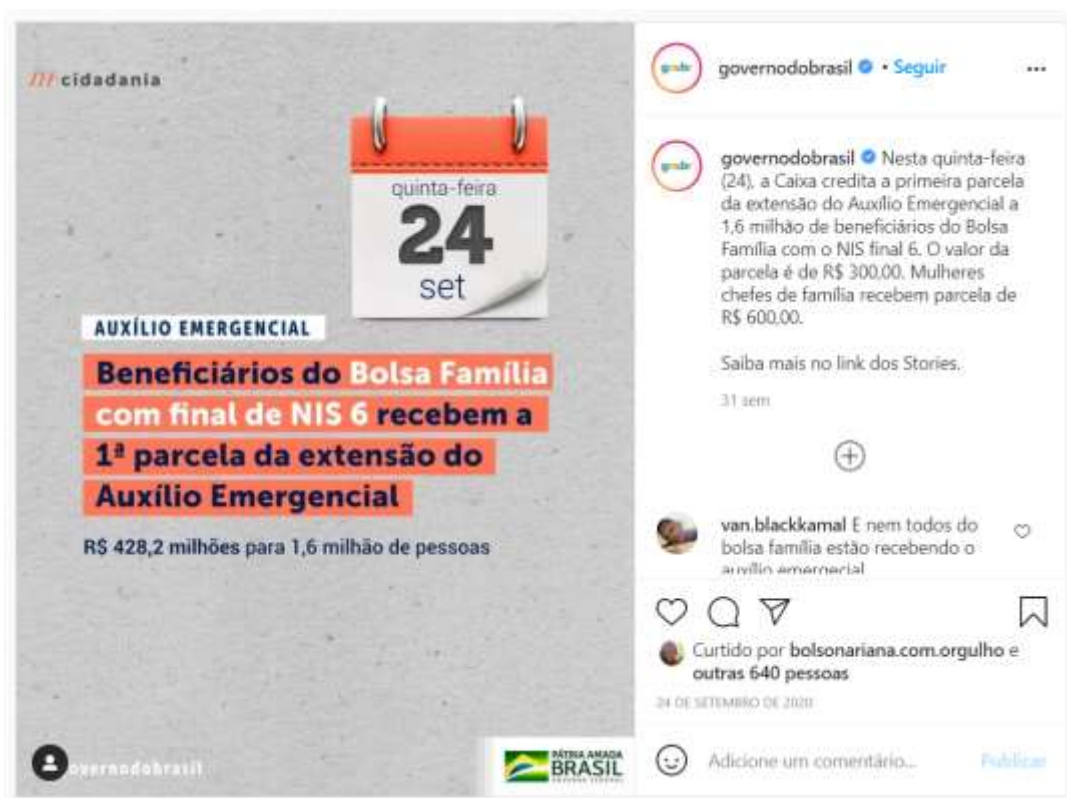 cidadania
quinta-feira
24
set
AUXÍLIO EMERGENCIAL
Beneficiários do Bolsa Família
com final de NIS 6 recebem a
1ª parcela da extensão do
Auxílio Emergencial
R$ 428,2 milhões para 1,6 milhão de pessoas
overnodobrasil
PÁTRIA AMADA
BRASIL
governodobrasil • Seguir
governodobrasil Nesta quinta-feira
(24), a Caixa credita a primeira parcela
da extensão do Auxílio Emergencial a
1,6 milhão de beneficiários do Bolsa
Família com o NIS final 6. O valor da
parcela é de R$ 300,00. Mulheres
chefes de família recebem parcela de
R$ 600,00.
Saiba mais no link dos Stories.
31 sem
van.blackkamal E nem todos do
bolsa família estão recebendo o
auxílio emergecial
Curtido por bolsonariana.com.orgulho e
outras 640 pessoas
24 DE SETEMBRO DE 2020
Adicione um comentário...
Publicar